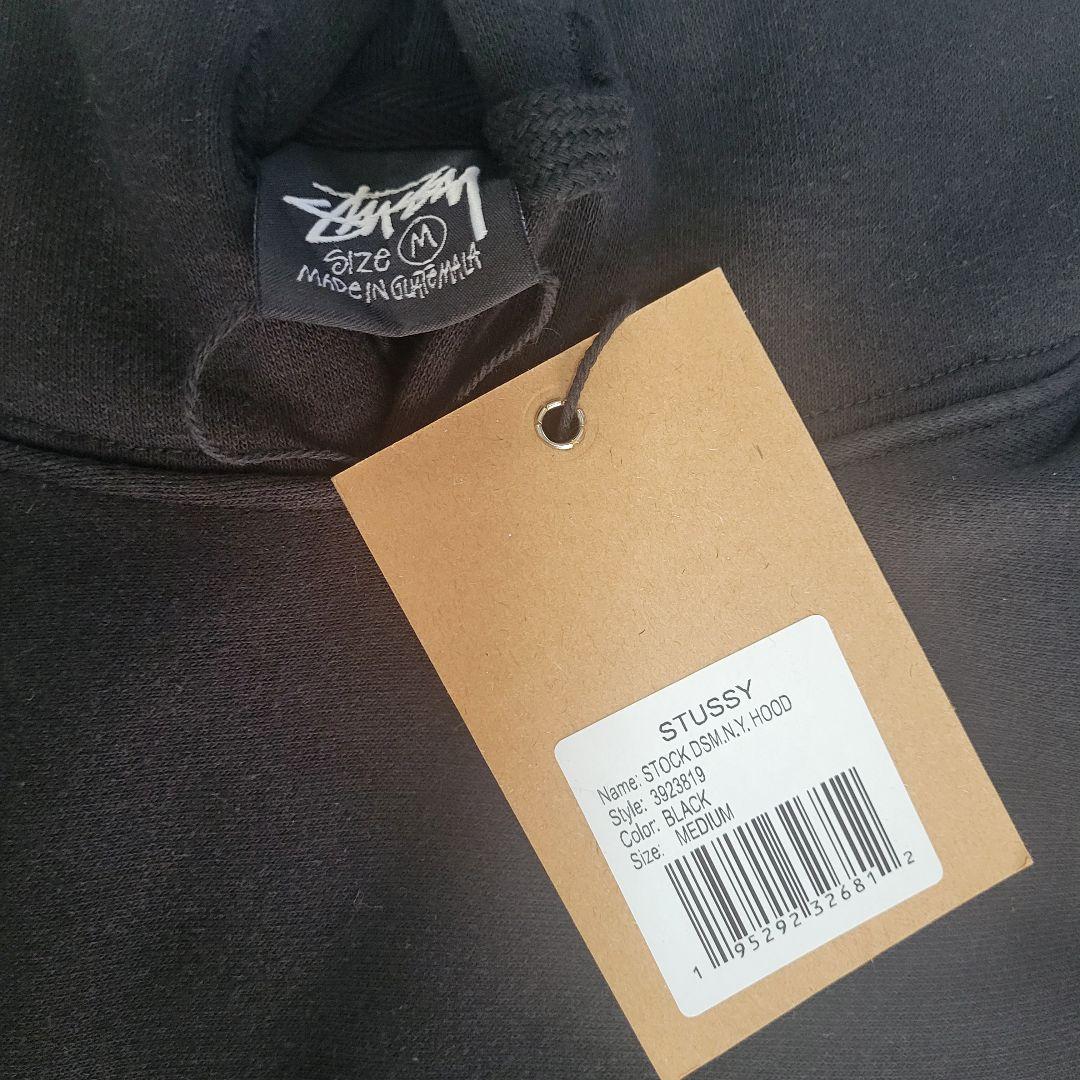 STUSSY
SIZE M
MADE IN GUATEMALA
STUSSY
Name: STOCK DSM.N.Y. HOOD
Style: 3923819
Color: BLACK
Size: MEDIUM
1 95292 32681 2